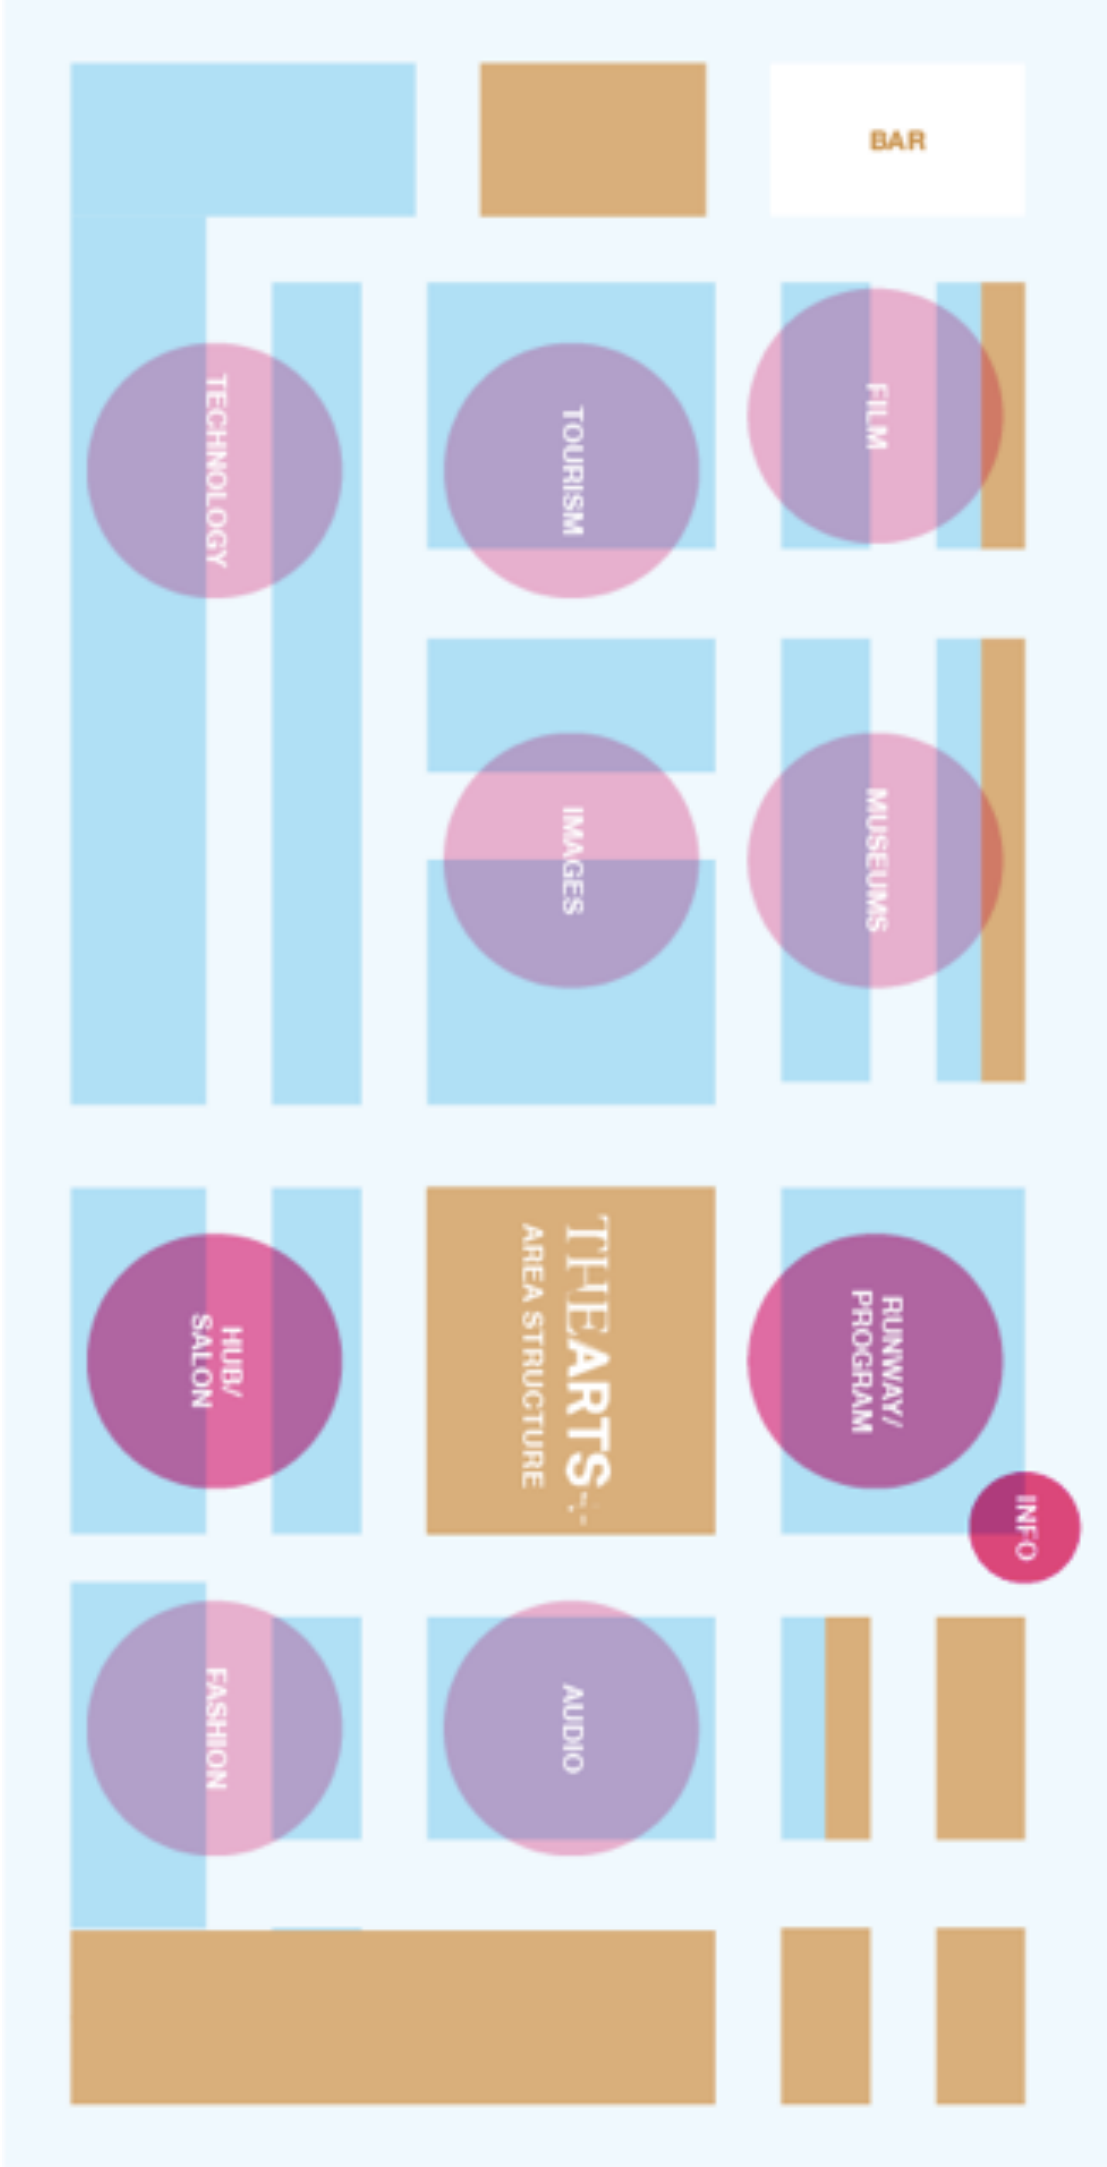 BAR
TECHNOLOGY
TOURISM
FILM
IMAGES
MUSEUMS
HUB/
SALON
THEARTS
AREA STRUCTURE
RUNWAY/
PROGRAM
INFO
FASHION
AUDIO